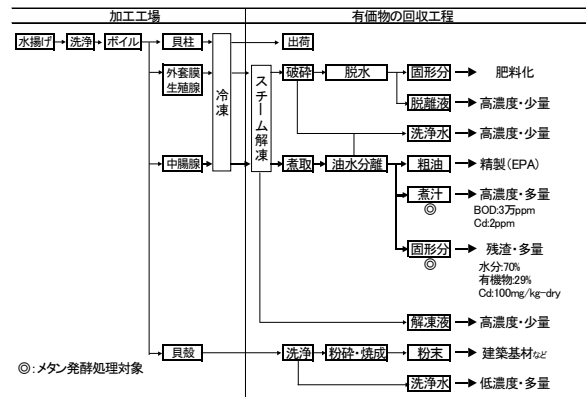 加工工場
有価物の回収工程
水揚げ
洗浄
ボイル
貝柱
出荷
外套膜
生殖腺
冷凍
スチーム解凍
破砕
脱水
固形分
肥料化
脱離液
高濃度・少量
洗浄水
高濃度・少量
中腸腺
煮取
油水分離
粗油
精製(EPA)
煮汁
高濃度・多量
◎
BOD:3万ppm
Cd:2ppm
固形分
残渣・多量
◎
水分:70%
有機物:29%
Cd:100mg/kg-dry
解凍液
高濃度・少量
貝殻
洗浄
粉砕・焼成
粉末
建築基材など
◎:メタン発酵処理対象
洗浄水
低濃度・多量